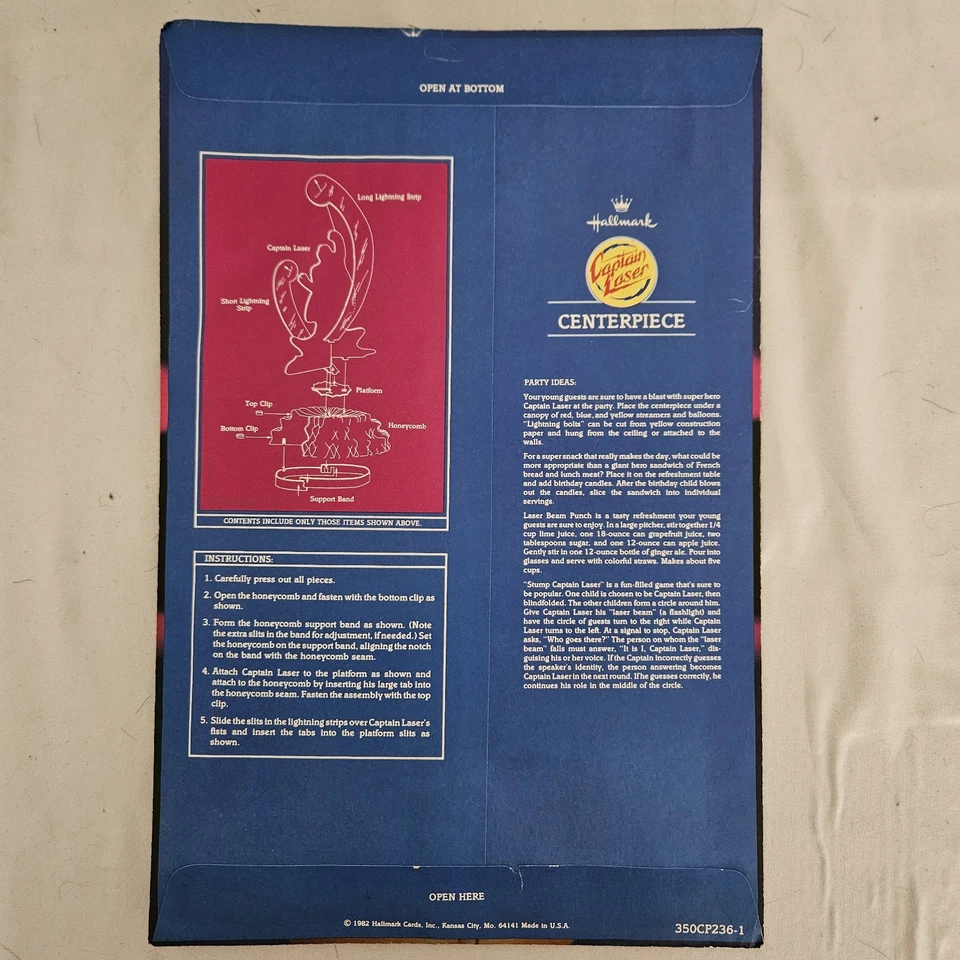 OPEN AT BOTTOM
Long Lightning Strip
Captain Laser
Short Lightning
Strip
Platform
Top Clip
Honeycomb
Bottom Clip
Support Band
CONTENTS INCLUDE ONLY THOSE ITEMS SHOWN ABOVE.
INSTRUCTIONS:
1. Carefully press out all pieces.
2. Open the honeycomb and fasten with the bottom clip as
shown.
3. Form the honeycomb support band as shown. (Note
the extra slits in the band for adjustment, if needed.) Set
the honeycomb on the support band, aligning the notch
on the band with the honeycomb seam.
4. Attach Captain Laser to the platform as shown and
attach to the honeycomb by inserting his large tab into
the honeycomb seam. Fasten the assembly with the top
clip.
5. Slide the slits in the lightning strips over Captain Laser's
fists and insert the tabs into the platform slits as
shown.
Hallmark
Captain
Laser
CENTERPIECE
PARTY IDEAS:
Your young guests are sure to have a blast with super hero
Captain Laser at the party. Place the centerpiece under a
canopy of red, blue, and yellow streamers and balloons.
"Lightning bolts" can be cut from yellow construction
paper and hung from the ceiling or attached to the
walls.
For a super snack that really makes the day, what could be
more appropriate than a giant hero sandwich of French
bread and lunch meat? Place it on the refreshment table
and add birthday candles. After the birthday child blows
out the candles, slice the sandwich into individual
servings.
Laser Beam Punch is a tasty refreshment your young
guests are sure to enjoy. In a large pitcher, stir together 1/4
cup lime juice, one 18-ounce can grapefruit juice, two
tablespoons sugar, and one 12-ounce can apple juice.
Gently stir in one 12-ounce bottle of ginger ale. Pour into
glasses and serve with colorful straws. Makes about five
cups.
"Stump Captain Laser" is a fun-filled game that's sure to
be popular. One child is chosen to be Captain Laser, then
blindfolded. The other children form a circle around him.
Give Captain Laser his "laser beam" (a flashlight) and
have the circle of guests turn to the right while Captain
Laser turns to the left. At a signal to stop, Captain Laser
asks, "Who goes there?" The person on whom the "laser
beam" falls must answer, "It is I, Captain Laser," dis-
guising his or her voice. If the Captain incorrectly guesses
the speaker's identity, the person answering becomes
Captain Laser in the next round. If he guesses correctly, he
continues his role in the middle of the circle.
OPEN HERE
© 1982 Hallmark Cards, Inc., Kansas City, Mo. 64141 Made in U.S.A.
350CP236-1